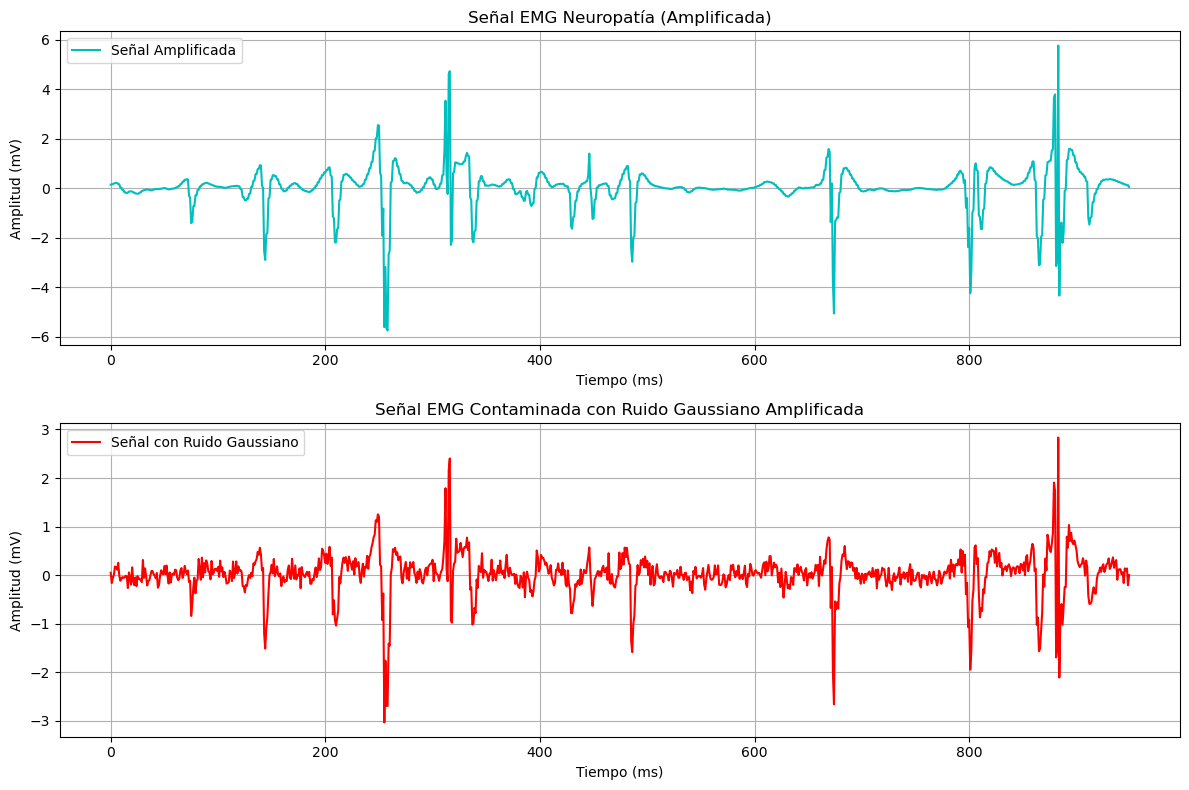 Señal EMG Neuropatía (Amplificada)
Señal Amplificada
Amplitud (mV)
6
4
2
0
−2
−4
−6
0 200 400 600 800
Tiempo (ms)
Señal EMG Contaminada con Ruido Gaussiano Amplificada
Señal con Ruido Gaussiano
Amplitud (mV)
3
2
1
0
−1
−2
−3
0 200 400 600 800
Tiempo (ms)